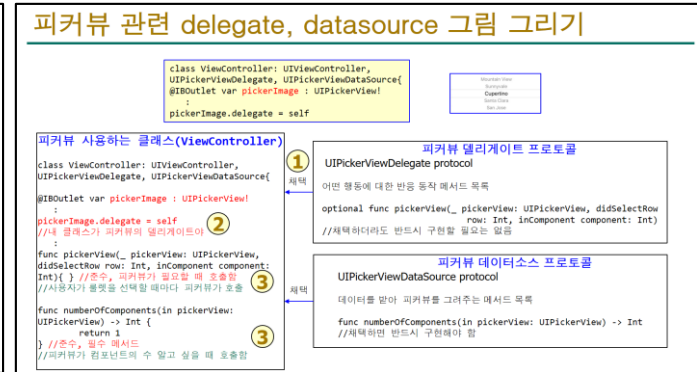 피커뷰 관련 delegate, datasource 그림 그리기
class ViewController: UIViewController,
UIPickerViewDelegate, UIPickerViewDataSource{
@IBOutlet var pickerImage : UIPickerView!
:
pickerImage.delegate = self
Mountain View
Sunnyvale
Cupertino
Santa Clara
San Jose
피커뷰 사용하는 클래스(ViewController)
class ViewController: UIViewController,
UIPickerViewDelegate, UIPickerViewDataSource{
@IBOutlet var pickerImage : UIPickerView!
:
pickerImage.delegate = self
//내 클래스가 피커뷰의 델리게이트야
②
:
func pickerView(_ pickerView: UIPickerView,
didSelectRow row: Int, inComponent component:
Int){ } //준수, 피커뷰가 필요할 때 호출함
//사용자가 룰렛을 선택할 때마다 피커뷰가 호출
③
func numberOfComponents(in pickerView:
UIPickerView) -> Int {
return 1
} //준수, 필수 메서드
③
//피커뷰가 컴포넌트의 수 알고 싶을 때 호출함
①
채택
피커뷰 델리게이트 프로토콜
UIPickerViewDelegate protocol
어떤 행동에 대한 반응 동작 메서드 목록
optional func pickerView(_ pickerView: UIPickerView, didSelectRow
row: Int, inComponent component: Int)
//채택하더라도 반드시 구현할 필요는 없음
채택
피커뷰 데이터소스 프로토콜
UIPickerViewDataSource protocol
데이터를 받아 피커뷰를 그려주는 메서드 목록
func numberOfComponents(in pickerView: UIPickerView) -> Int
//채택하면 반드시 구현해야 함